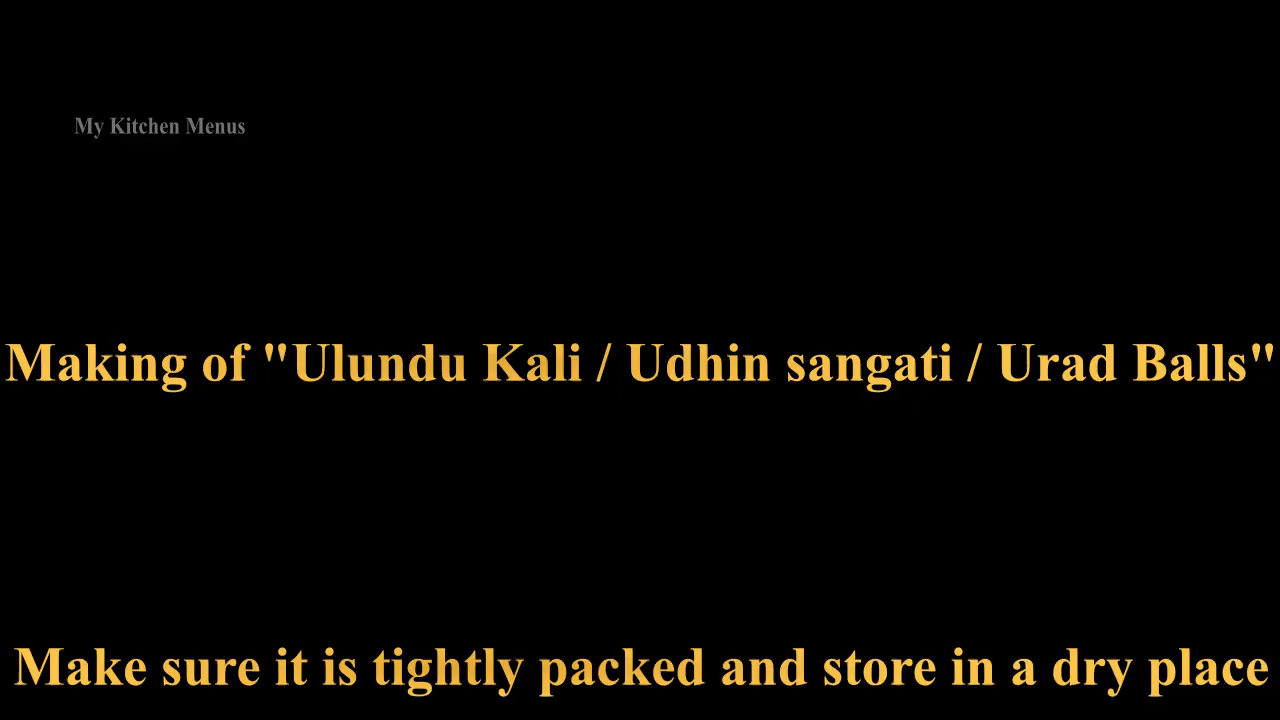 My Kitchen Menus
Making of "Ulundu Kali / Udhin sangati / Urad Balls"
Make sure it is tightly packed and store in a dry place